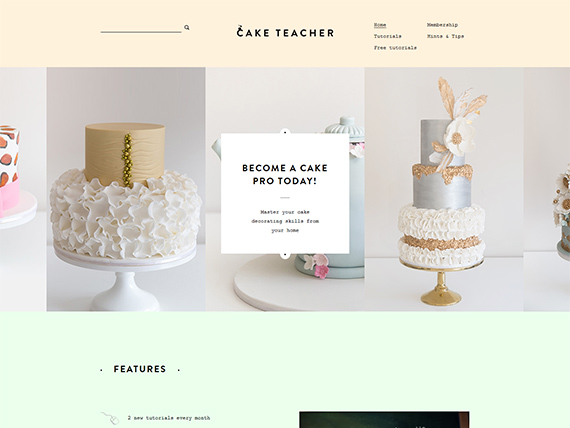 CAKE TEACHER
Home
Membership
Tutorials
Hints & Tips
Free tutorials
BECOME A CAKE
PRO TODAY!
Master your cake
decorating skills from
your home
FEATURES
2 new tutorials every month